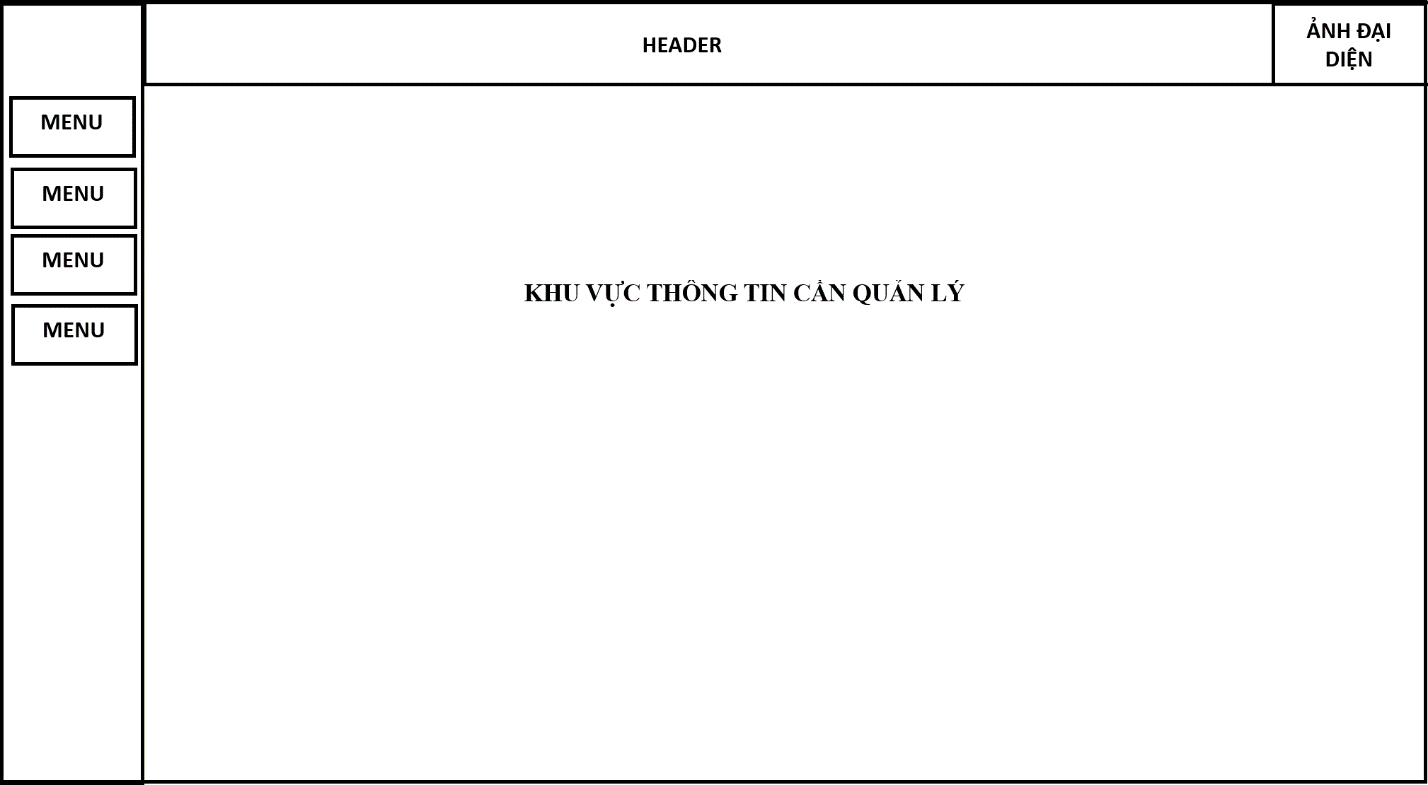 HEADER
ẢNH ĐẠI
DIỆN
MENU
MENU
MENU
MENU
KHU VỰC THÔNG TIN CẦN QUẢN LÝ